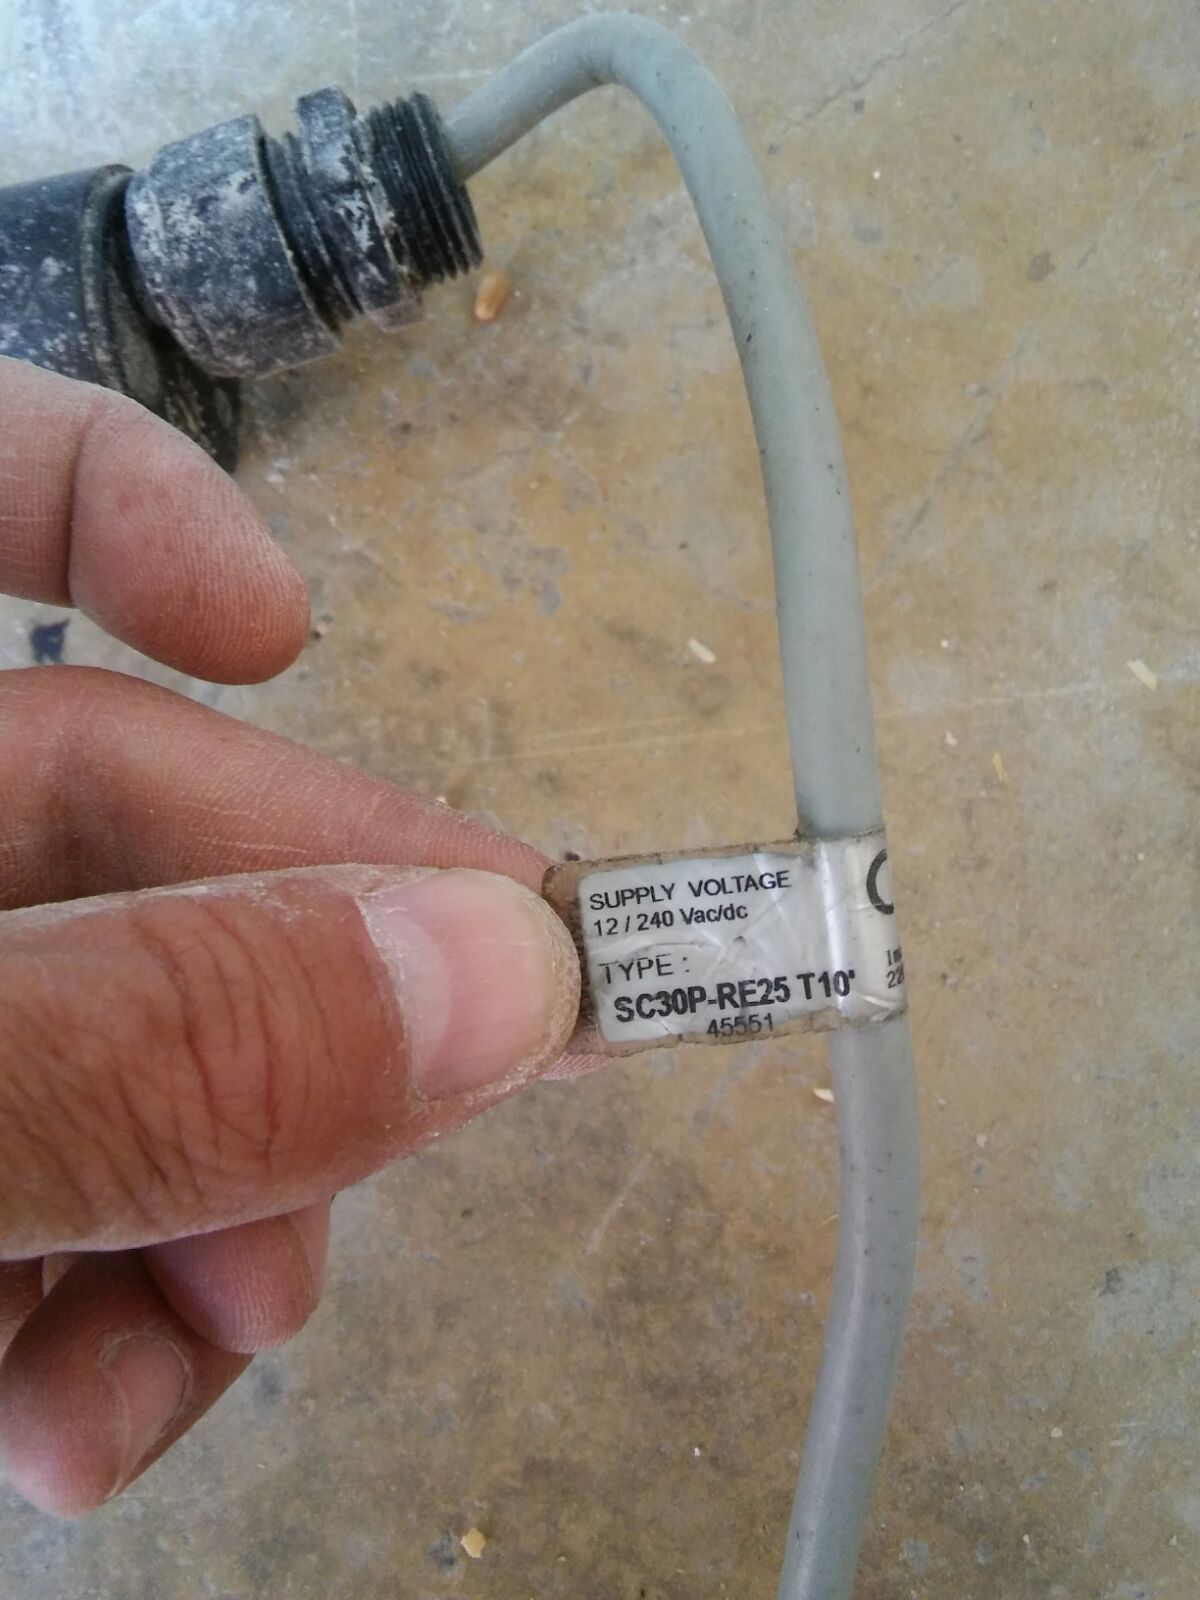 SUPPLY VOLTAGE
12 / 240 Vac/dc
TYPE :
SC30P-RE25 T10'
45551